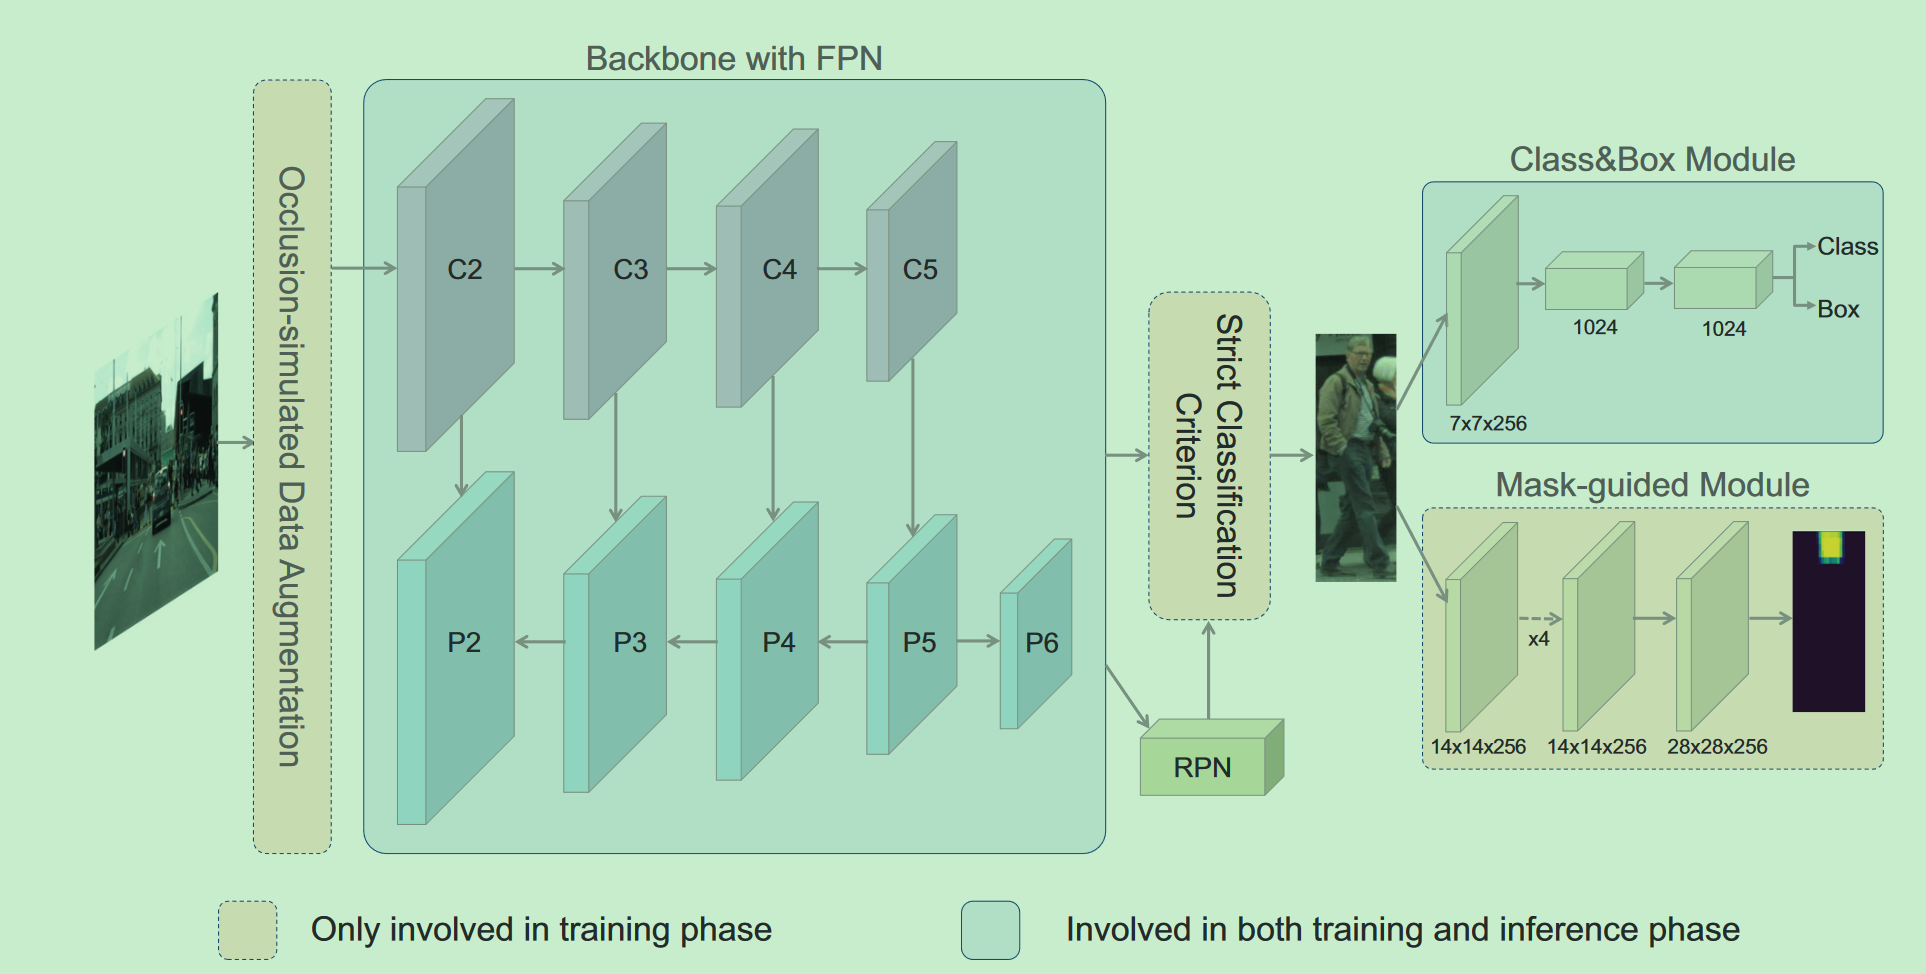 Backbone with FPN
Occlusion-simulated Data Augmentation
C2
C3
C4
C5
P2
P3
P4
P5
P6
RPN
Strict Classification
Criterion
Class&Box Module
7x7x256
1024
1024
Class
Box
Mask-guided Module
x4
14x14x256
14x14x256
28x28x256
Only involved in training phase
Involved in both training and inference phase